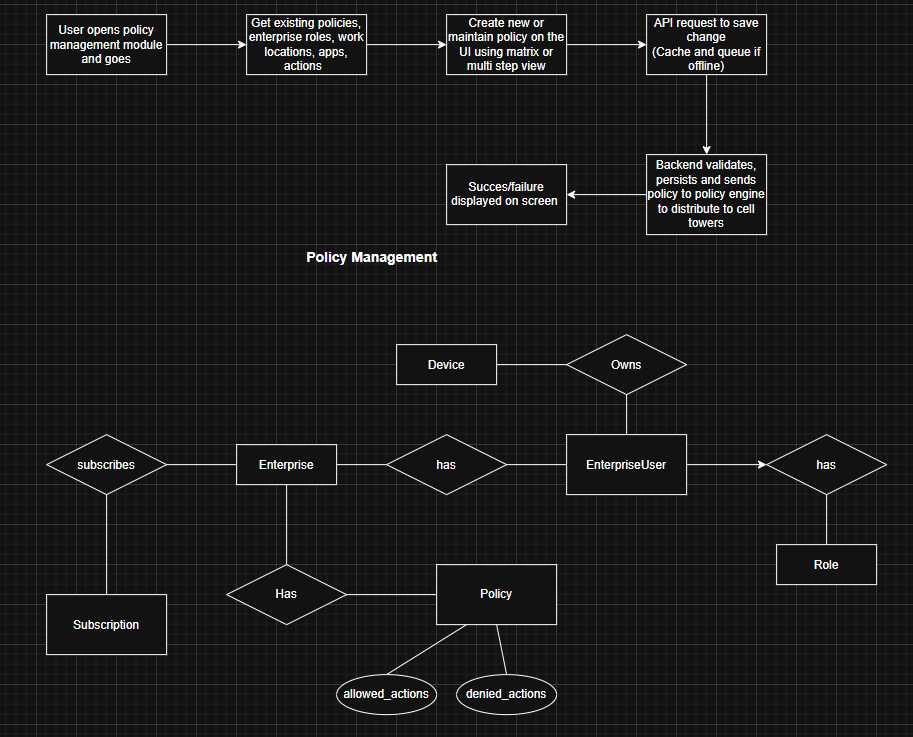 User opens policy
management module
and goes
Get existing policies,
enterprise roles, work
locations, apps,
actions
Create new or
maintain policy on the
UI using matrix or
multi step view
API request to save
change
(Cache and queue if
offline)
Succes/failure
displayed on screen
Backend validates,
persists and sends
policy to policy engine
to distribute to cell
towers
Policy Management
Device
Owns
subscribes
Enterprise
has
EnterpriseUser
has
Role
Has
Policy
Subscription
allowed_actions
denied_actions